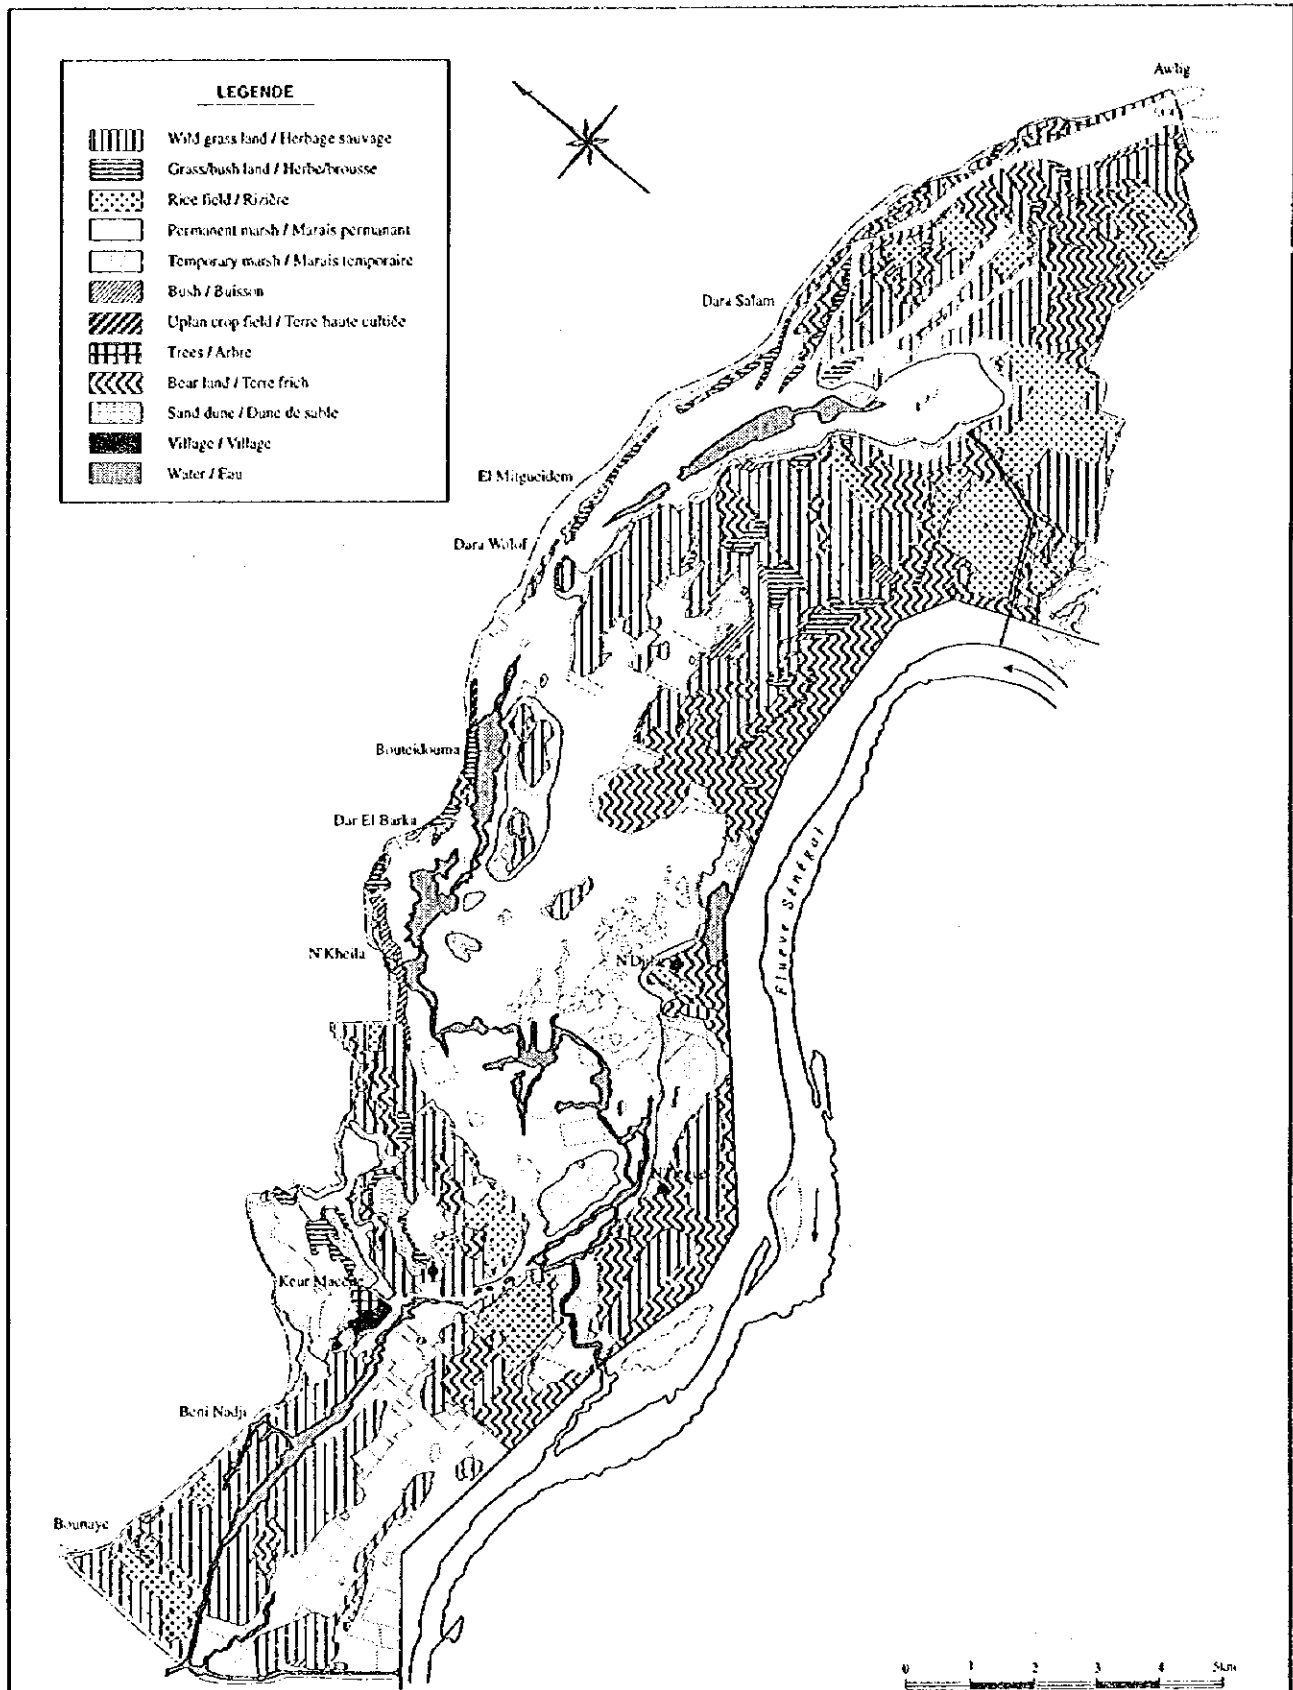 LEGENDE
Wild grass land / Herbage sauvage
Grass/bush land / Herbe/brousse
Rice field / Rizière
Permanent marsh / Marais permanant
Temporary marsh / Marais temporaire
Bush / Buisson
Uplan crop field / Terre haute cultide
Trees / Arbre
Bear land / Terre frich
Sand dune / Dune de sable
Village / Village
Water / Eau
Awlig
Dara Salam
El Mitgueidem
Dara Wolof
Bouteidouma
Dar El Barka
N'Kheila
Flueve Sénégal
Keur Macène
Beni Nadji
Bounaye
0 1 2 3 4 5km